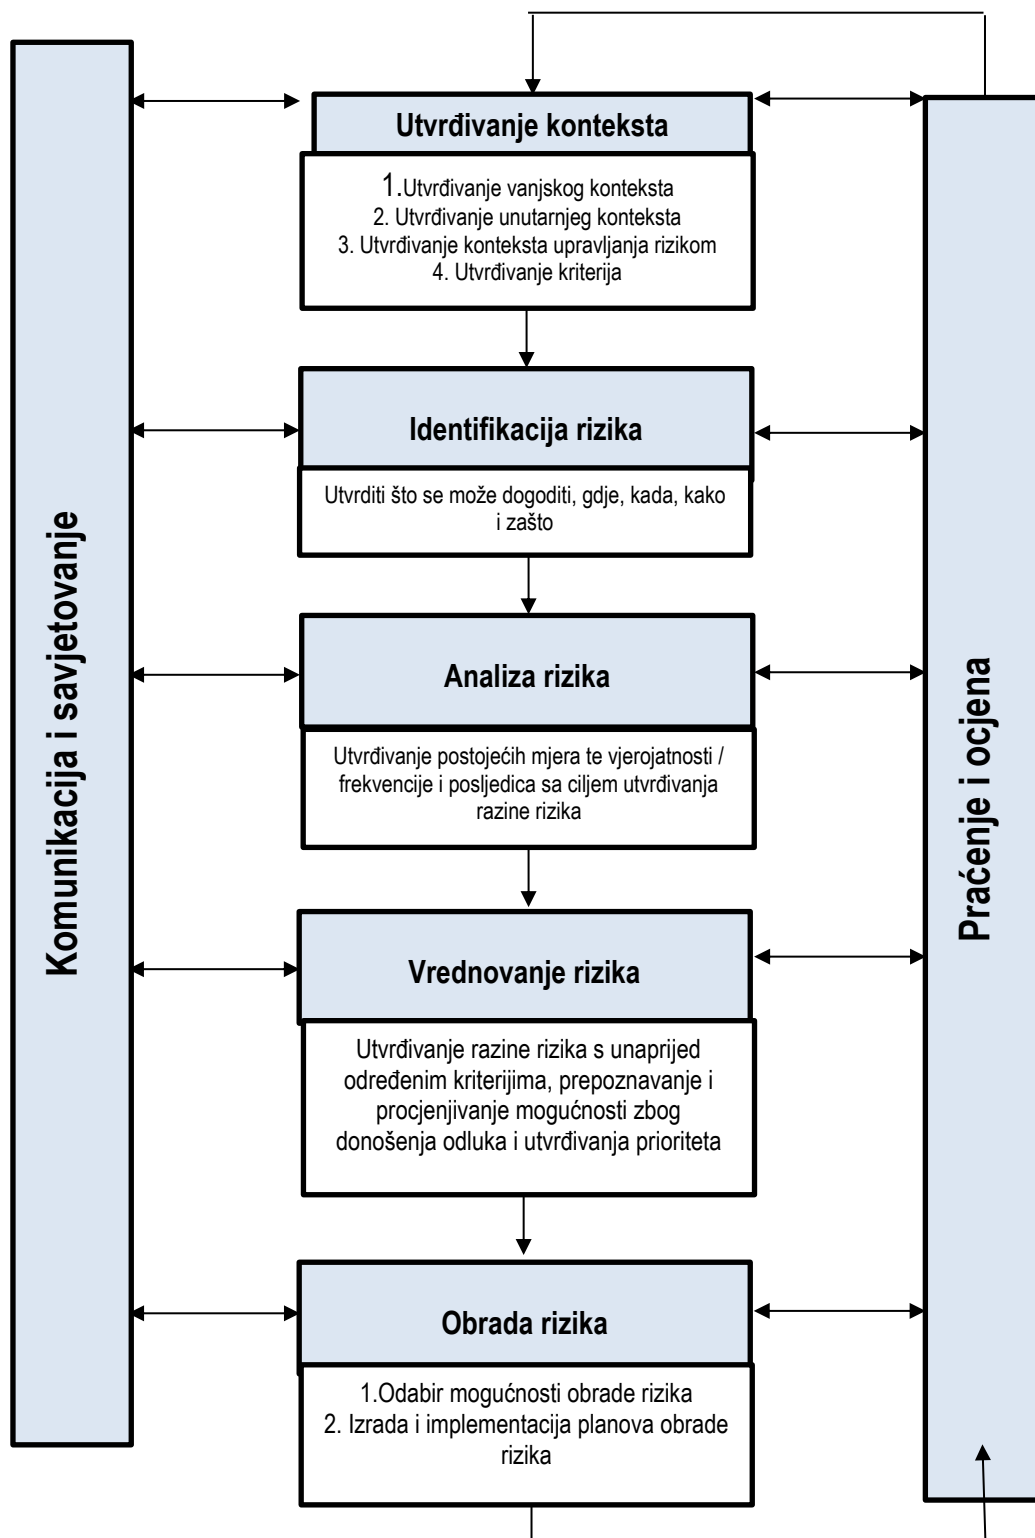 Komunikacija i savjetovanje
Utvrđivanje konteksta
1.Utvrđivanje vanjskog konteksta
2. Utvrđivanje unutarnjeg konteksta
3. Utvrđivanje konteksta upravljanja rizikom
4. Utvrđivanje kriterija
Identifikacija rizika
Utvrditi što se može dogoditi, gdje, kada, kako
i zašto
Analiza rizika
Utvrđivanje postojećih mjera te vjerojatnosti /
frekvencije i posljedica sa ciljem utvrđivanja
razine rizika
Vrednovanje rizika
Utvrđivanje razine rizika s unaprijed
određenim kriterijima, prepoznavanje i
procjenjivanje mogućnosti zbog
donošenja odluka i utvrđivanja prioriteta
Obrada rizika
1.Odabir mogućnosti obrade rizika
2. Izrada i implementacija planova obrade
rizika
Praćenje i ocjena